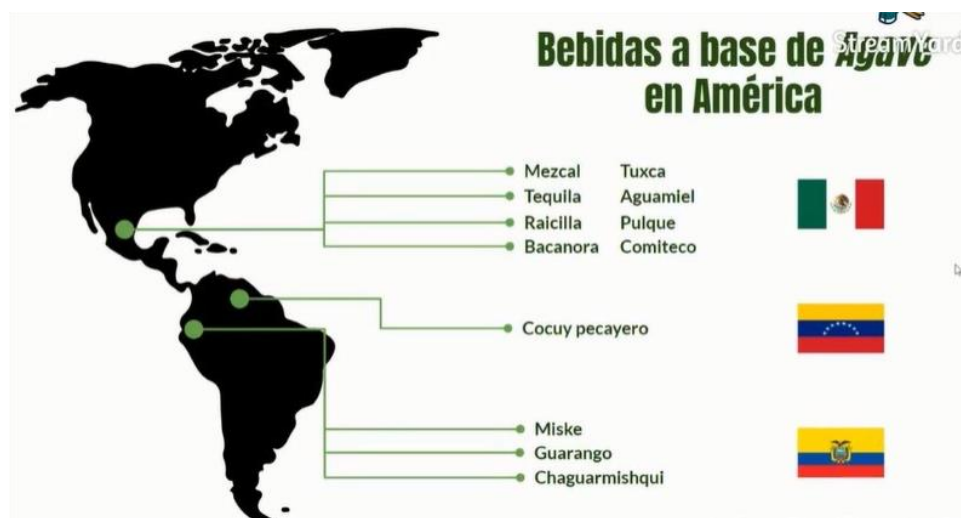 Bebidas a base de Agave
StreamYard
en América
Mezcal Tuxca
Tequila Aguamiel
Raicilla Pulque
Bacanora Comiteco
Cocuy pecayero
Miske
Guarango
Chaguarmishqui